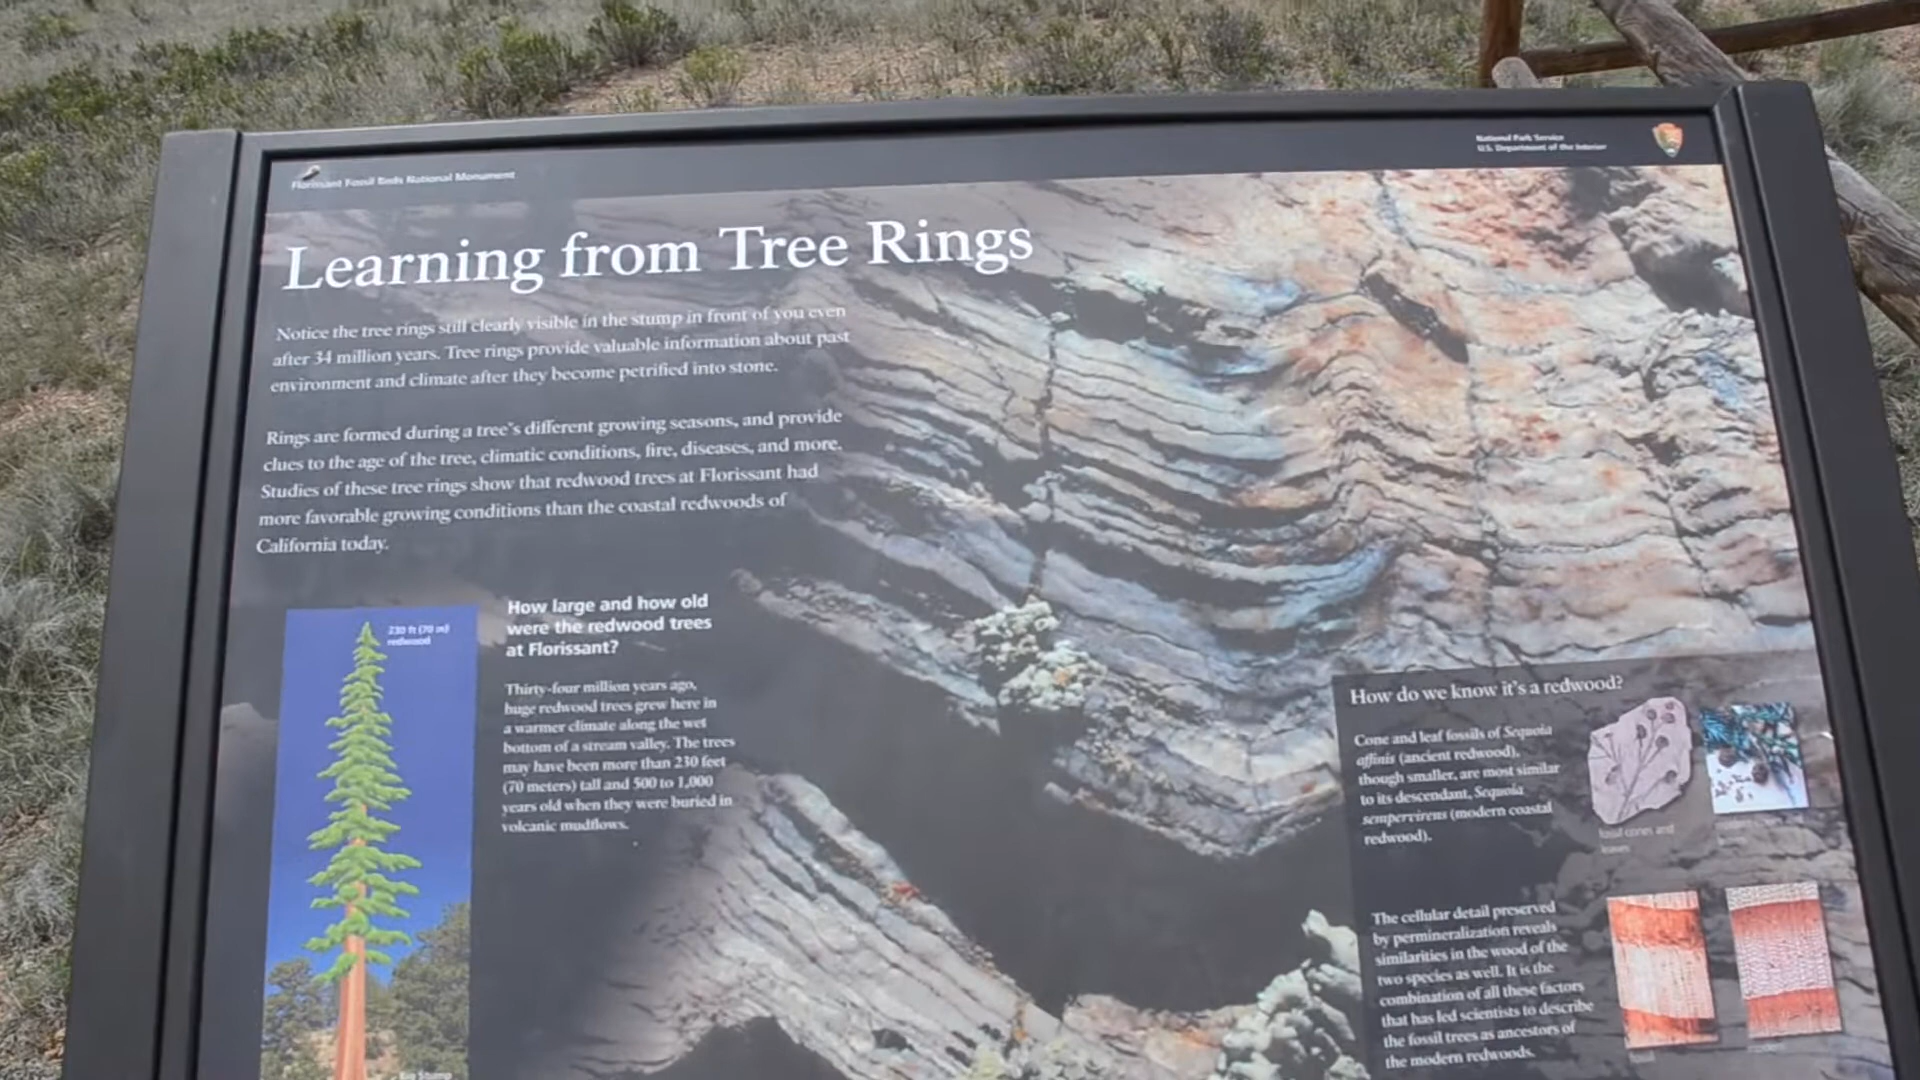 Florissant Fossil Beds National Monument
National Park Service
U.S. Department of the Interior
Learning from Tree Rings
Notice the tree rings still clearly visible in the stump in front of you even
after 34 million years. Tree rings provide valuable information about past
environment and climate after they become petrified into stone.
Rings are formed during a tree's different growing seasons, and provide
clues to the age of the tree, climatic conditions, fire, diseases, and more.
Studies of these tree rings show that redwood trees at Florissant had
more favorable growing conditions than the coastal redwoods of
California today.
230 ft (70 m)
redwood
Big Stump
How large and how old
were the redwood trees
at Florissant?
Thirty-four million years ago,
huge redwood trees grew here in
a warmer climate along the wet
bottom of a stream valley. The trees
may have been more than 230 feet
(70 meters) tall and 500 to 1,000
years old when they were buried in
volcanic mudflows.
How do we know it's a redwood?
Cone and leaf fossils of Sequoia
affinis (ancient redwood),
though smaller, are most similar
to its descendant, Sequoia
sempervirens (modern coastal
redwood).
fossil cones and
leaves
The cellular detail preserved
by permineralization reveals
similarities in the wood of the
two species as well. It is the
combination of all these factors
that has led scientists to describe
the fossil trees as ancestors of
the modern redwoods.
fossil